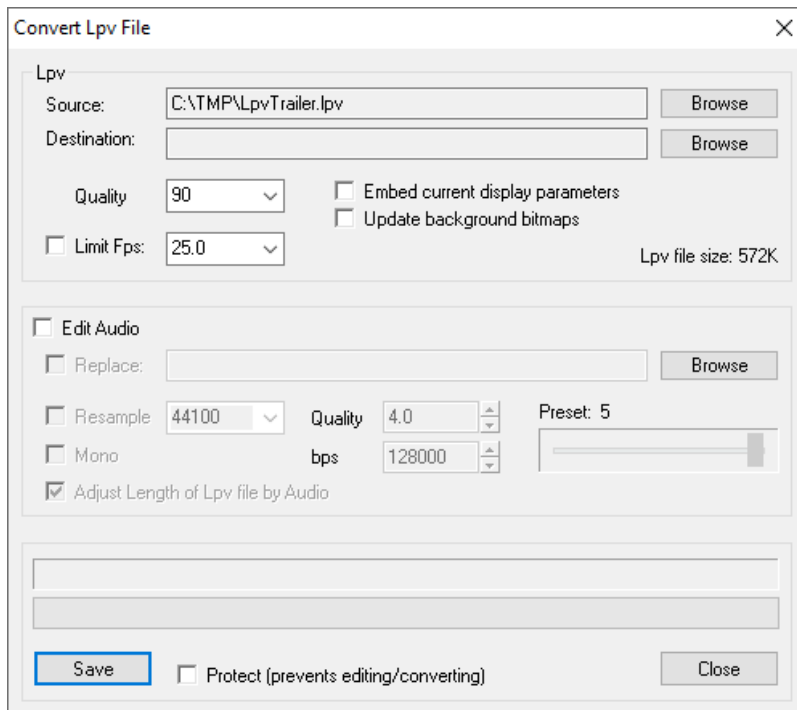 Convert Lpv File
Lpv
Source: C:\TMP\LpvTrailer.lpv Browse
Destination: Browse
Quality 90 Embed current display parameters
Update background bitmaps
Limit Fps: 25.0
Lpv file size: 572K
Edit Audio
Replace: Browse
Resample 44100 Quality 4.0 Preset: 5
Mono bps 128000
Adjust Length of Lpv file by Audio
Save Protect (prevents editing/converting) Close